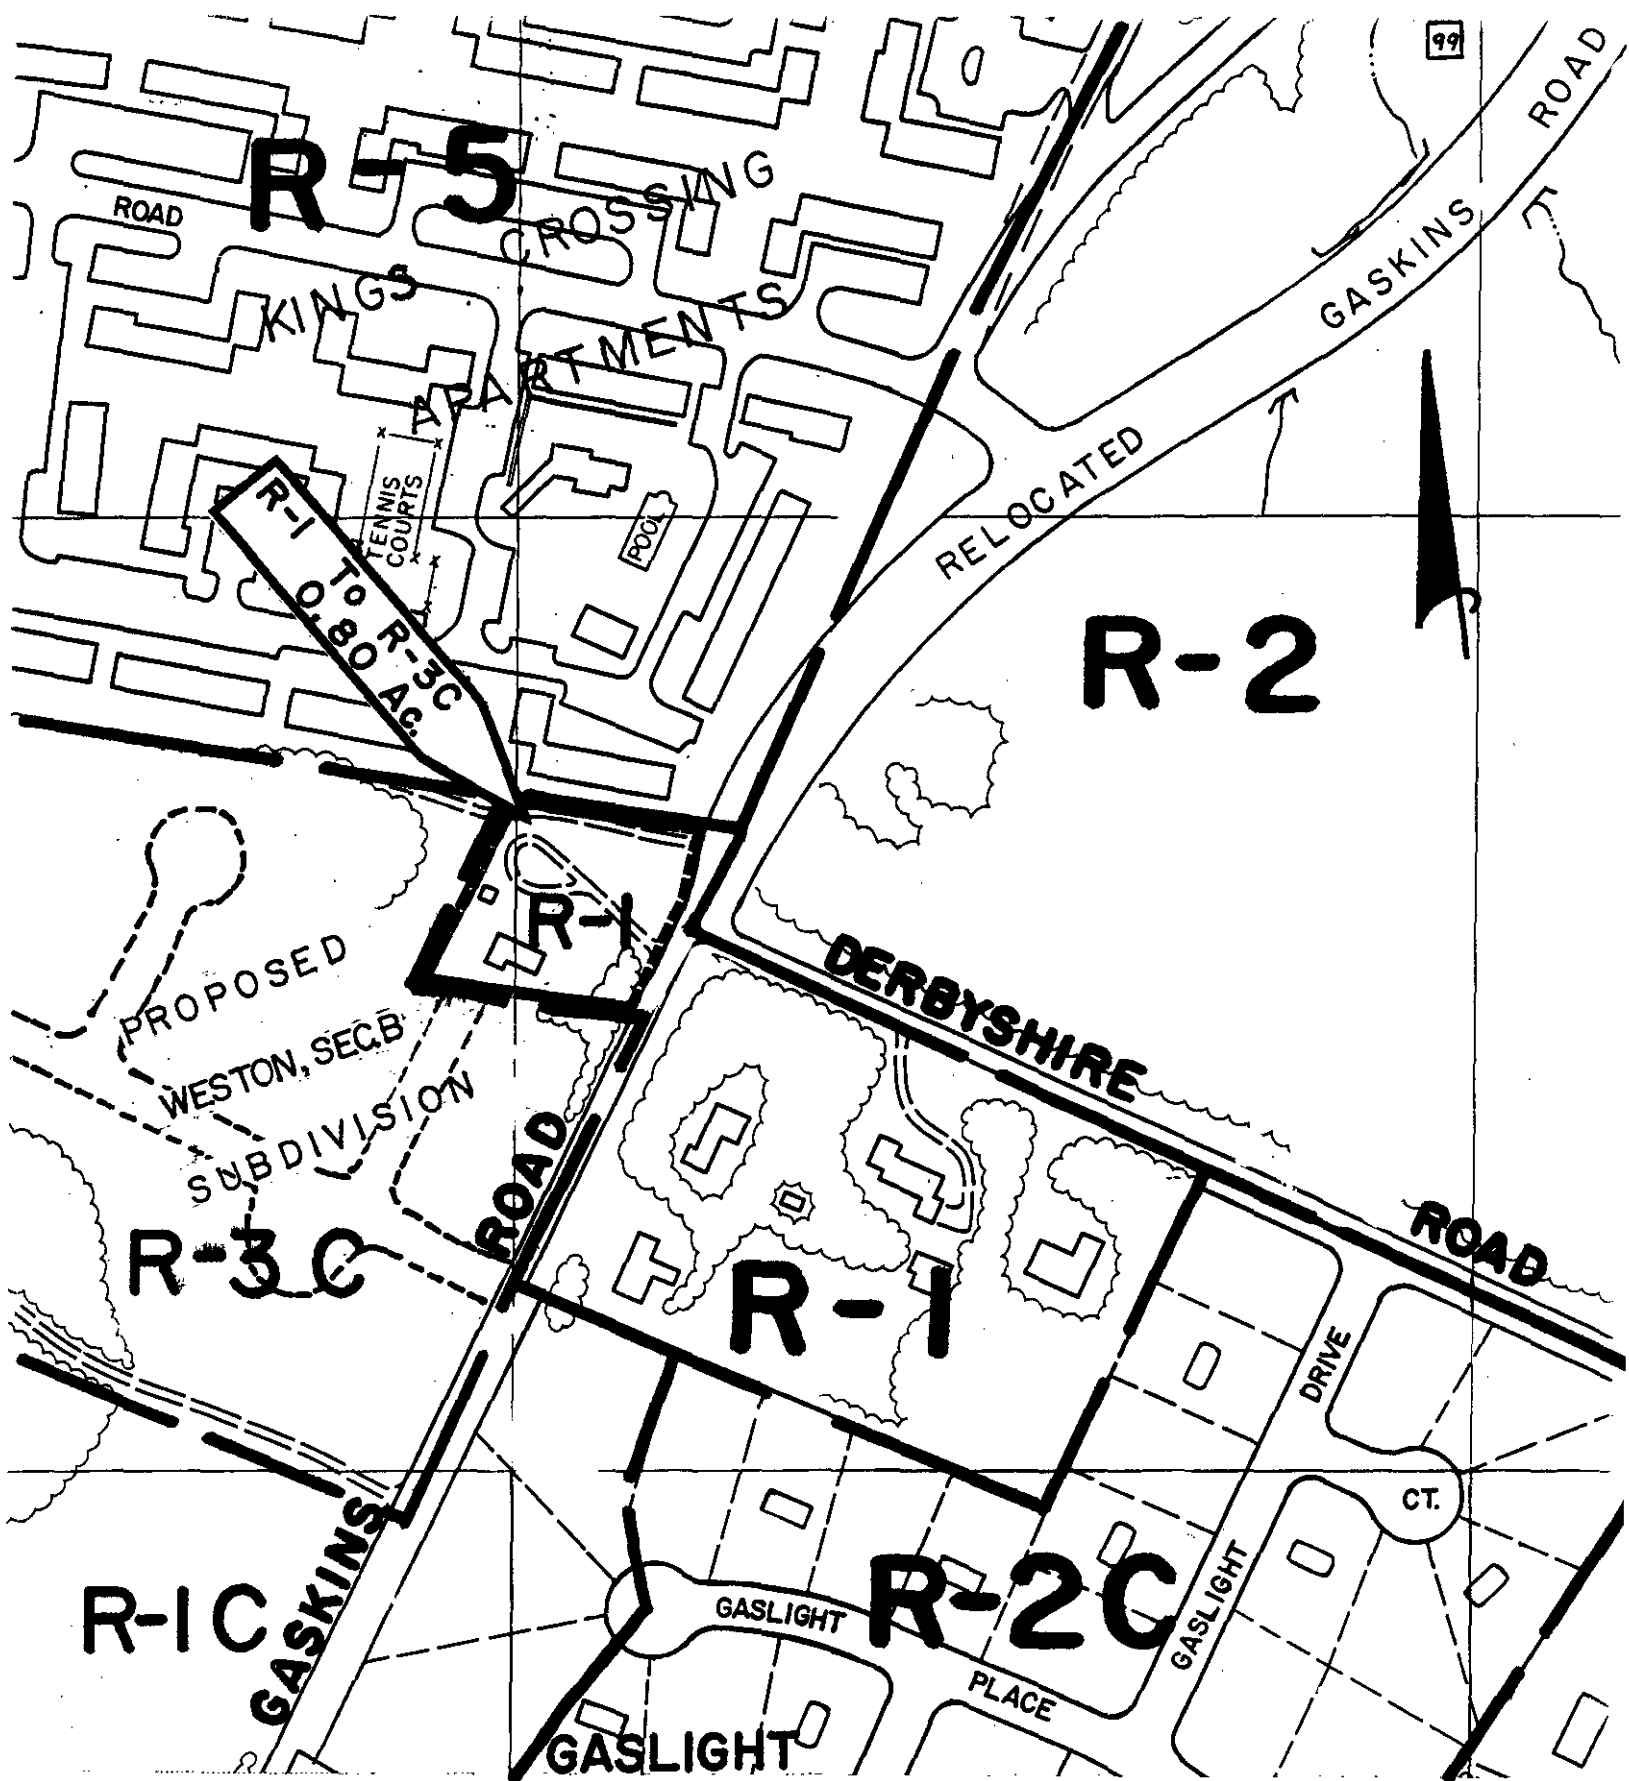 99
R-5
ROAD
KINGS
CROSSING
APARTMENTS
RELOCATED GASKINS ROAD
R-1 To R-3C
0.80 Ac.
TENNIS
COURTS
POOL
R-2
R-1
DERBYSHIRE ROAD
PROPOSED
WESTON, SEC.B
SUBDIVISION
R-3C
GASKINS ROAD
R-1
DRIVE
CT.
R-1C
R-2C
GASLIGHT
PLACE
GASLIGHT
GASLIGHT